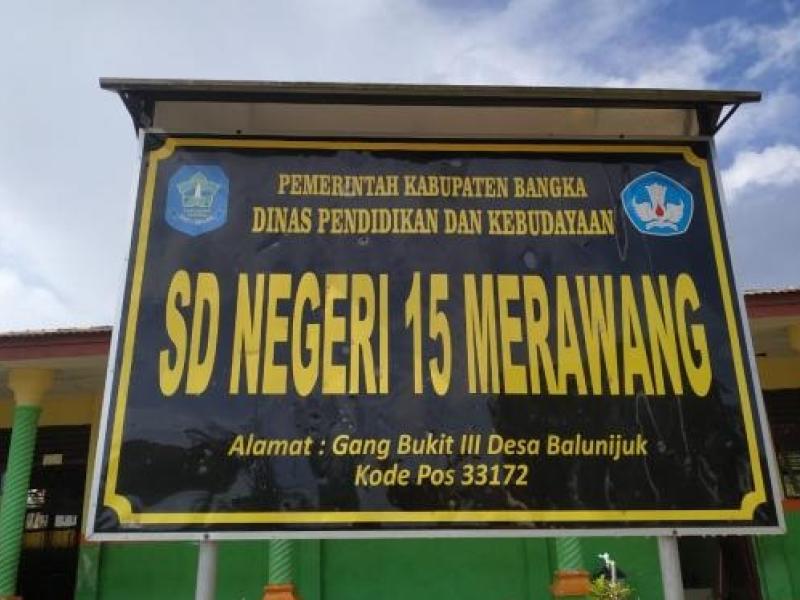 PEMERINTAH KABUPATEN BANGKA
DINAS PENDIDIKAN DAN KEBUDAYAAN
SD NEGERI 15 MERAWANG
Alamat : Gang Bukit III Desa Balunijuk
Kode Pos 33172